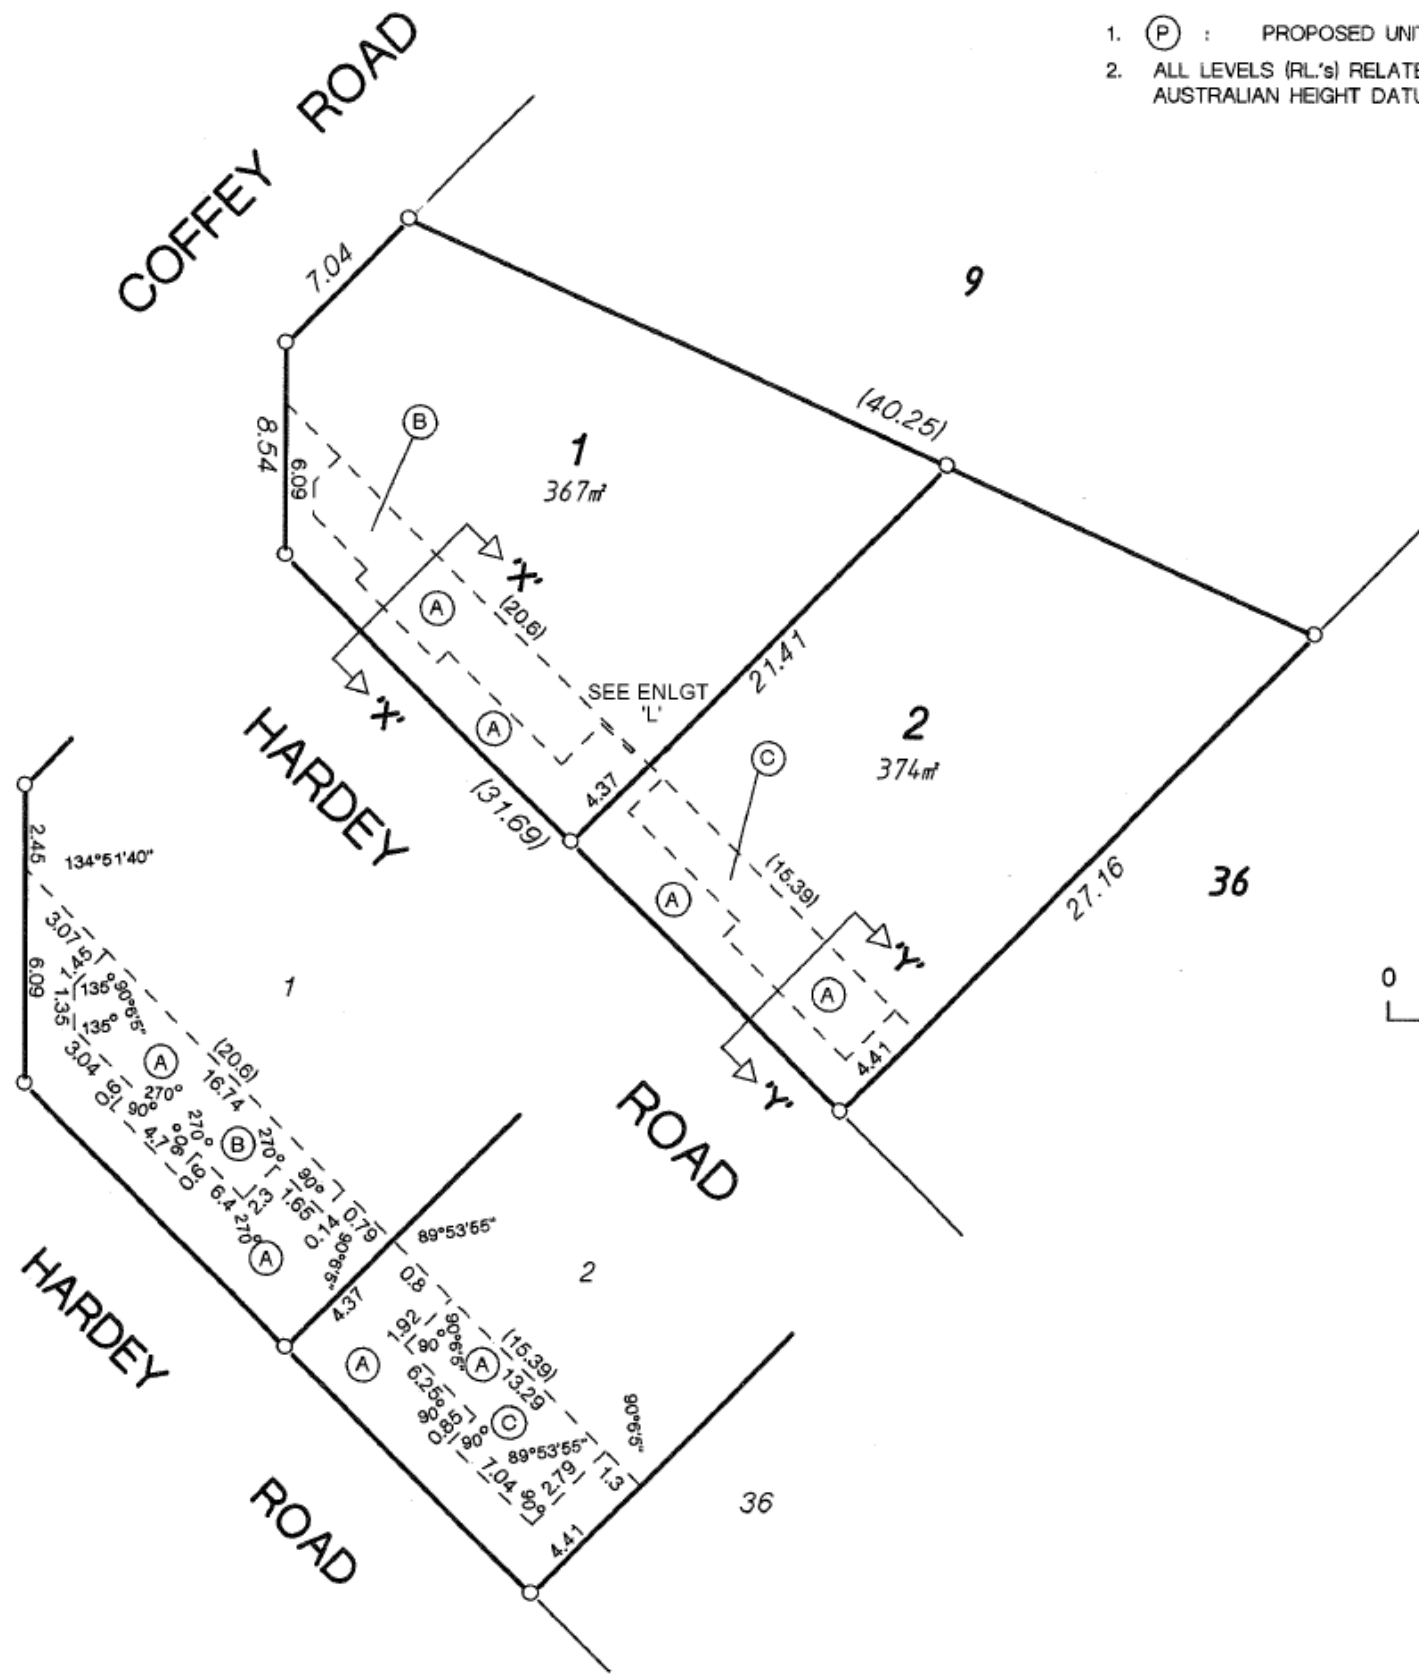 1. P : PROPOSED UNI
2. ALL LEVELS (RL.'s) RELATE
AUSTRALIAN HEIGHT DATU
COFFEY ROAD
7.04
9
(40.25)
8.54
6.09
B
1
367m²
'X'
A
(20.6)
'X'
21.41
SEE ENLGT
'L'
2
374m²
A
C
HARDEY
4.37
(31.69)
(15.39)
A
27.16
36
'Y'
A
4.41
'Y'
ROAD
0
2.45
134°51'40"
3.07
1.45
6.09
135°
90°6'5"
1
1.35
135°
3.04
A
(20.6)
16.74
270°
0.6
90°
270°
B
270°
4.7
90°
0.6
6.4
2.3
1.65
90°
270°
0.14
0.79
A
90°6'5"
89°53'55"
4.37
2
0.8
HARDEY
A
1.92
90°
90°6'5"
A
(15.39)
13.29
6.25
90°
0.85
90°
C
89°53'55"
90°6'5"
7.04
2.79
1.3
90°
4.41
36
ROAD